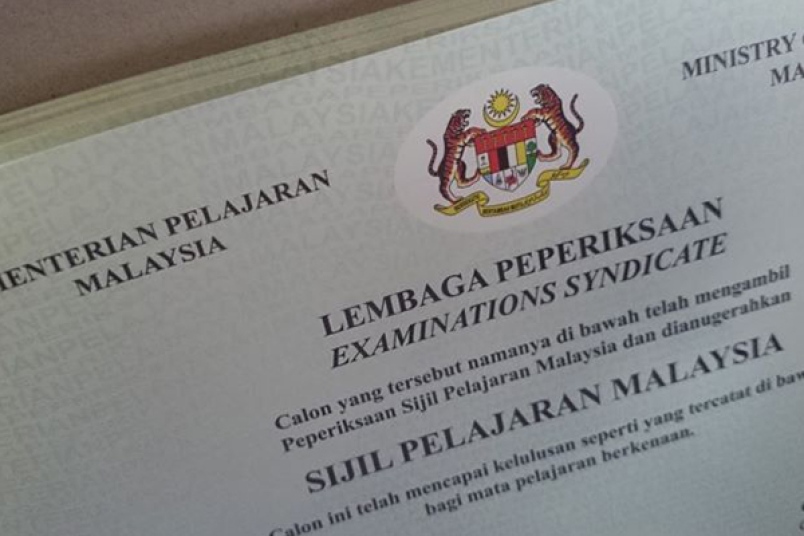 MENTERIAN PELAJARAN
MALAYSIA
MINISTRY
LEMBAGA PEPERIKSAAN
EXAMINATIONS SYNDICATE
Calon yang tersebut namanya di bawah telah mengambil
Peperiksaan Sijil Pelajaran Malaysia dan dianugerahkan
SIJIL PELAJARAN MALAYSIA
Calon ini telah mencapai kelulusan seperti yang tercatat di baw
bagi mata pelajaran berkenaan.